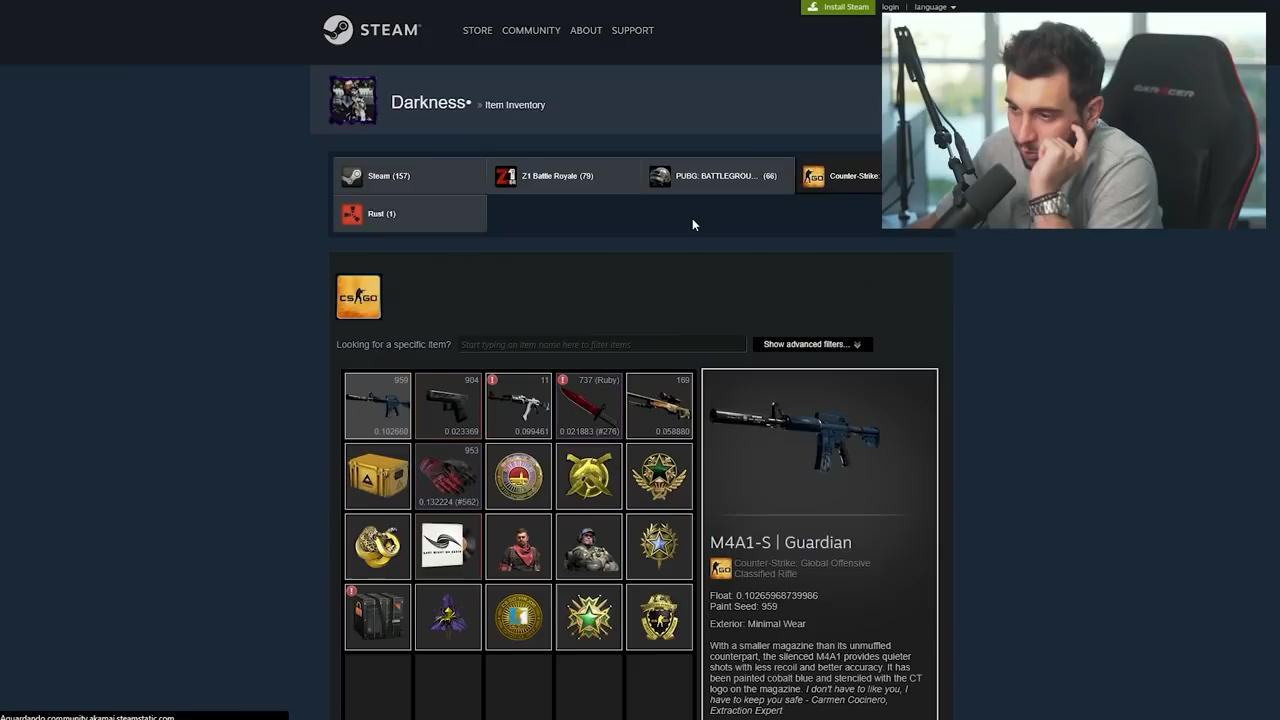 Install Steam
login
language
STEAM
STORE
COMMUNITY
ABOUT
SUPPORT
Darkness•
» Item Inventory
Steam (157)
Z1 Battle Royale (79)
PUBG: BATTLEGROU... (66)
Counter-Strike:
Rust (1)
CS GO
Looking for a specific item?
Start typing an item name here to filter items
Show advanced filters...
959
0.102660
904
0.023369
11
0.099461
737 (Ruby)
0.021883 (#276)
169
0.058880
953
0.132224 (#562)
M4A1-S | Guardian
Counter-Strike: Global Offensive
Classified Rifle
Float: 0.10265968739986
Paint Seed: 959
Exterior: Minimal Wear
With a smaller magazine than its unmuffled
counterpart, the silenced M4A1 provides quieter
shots with less recoil and better accuracy. It has
been painted cobalt blue and stenciled with the CT
logo on the magazine. I don't have to like you, I
have to keep you safe - Carmen Cocinero,
Extraction Expert
Aguardando community.akamai.steamstatic.com